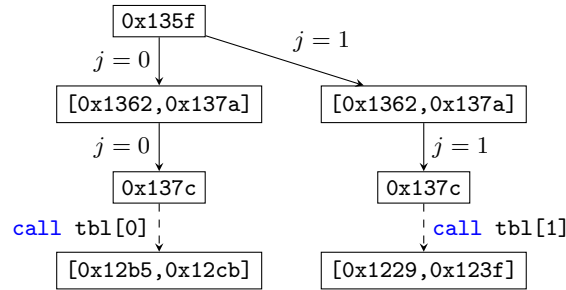 0x135f
j = 0
j = 1
[0x1362,0x137a]
[0x1362,0x137a]
j = 0
j = 1
0x137c
0x137c
call tbl[0]
call tbl[1]
[0x12b5,0x12cb]
[0x1229,0x123f]